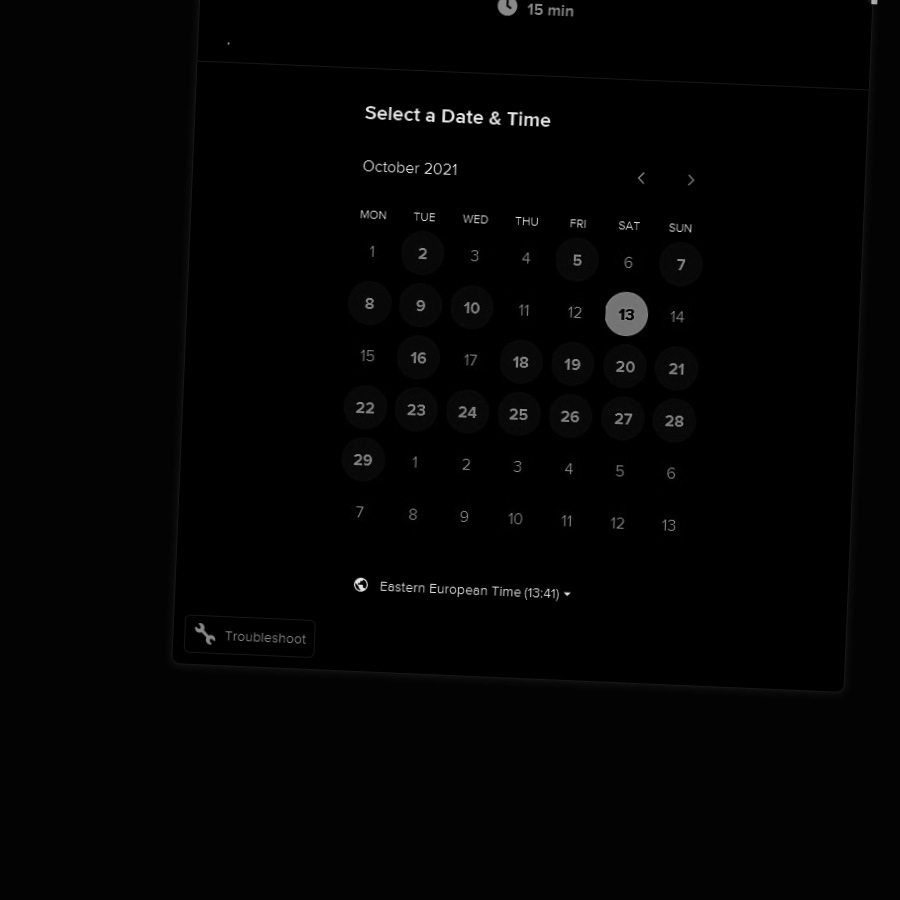 15 min
.
Select a Date & Time
October 2021
MON TUE WED THU FRI SAT SUN
1 2 3 4 5 6 7
8 9 10 11 12 13 14
15 16 17 18 19 20 21
22 23 24 25 26 27 28
29 1 2 3 4 5 6
7 8 9 10 11 12 13
Eastern European Time (13:41)
Troubleshoot